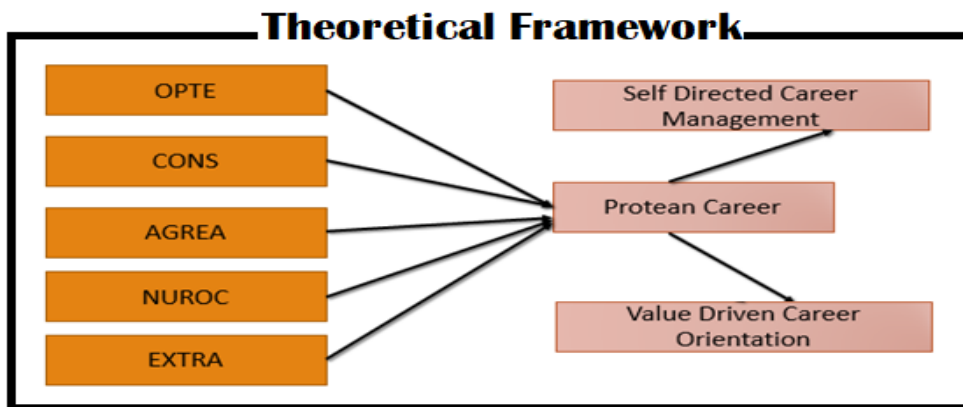 Theoretical Framework
OPTE
CONS
AGREA
NUROC
EXTRA
Self Directed Career
Management
Protean Career
Value Driven Career
Orientation